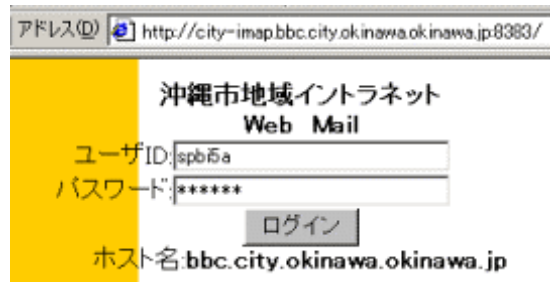 アドレス(D) http://city-imap.bbc.city.okinawa.okinawa.jp:8383/
沖縄市地域イントラネット
Web Mail
ユーザID:spbi5a
パスワード:******
ログイン
ホスト名:bbc.city.okinawa.okinawa.jp